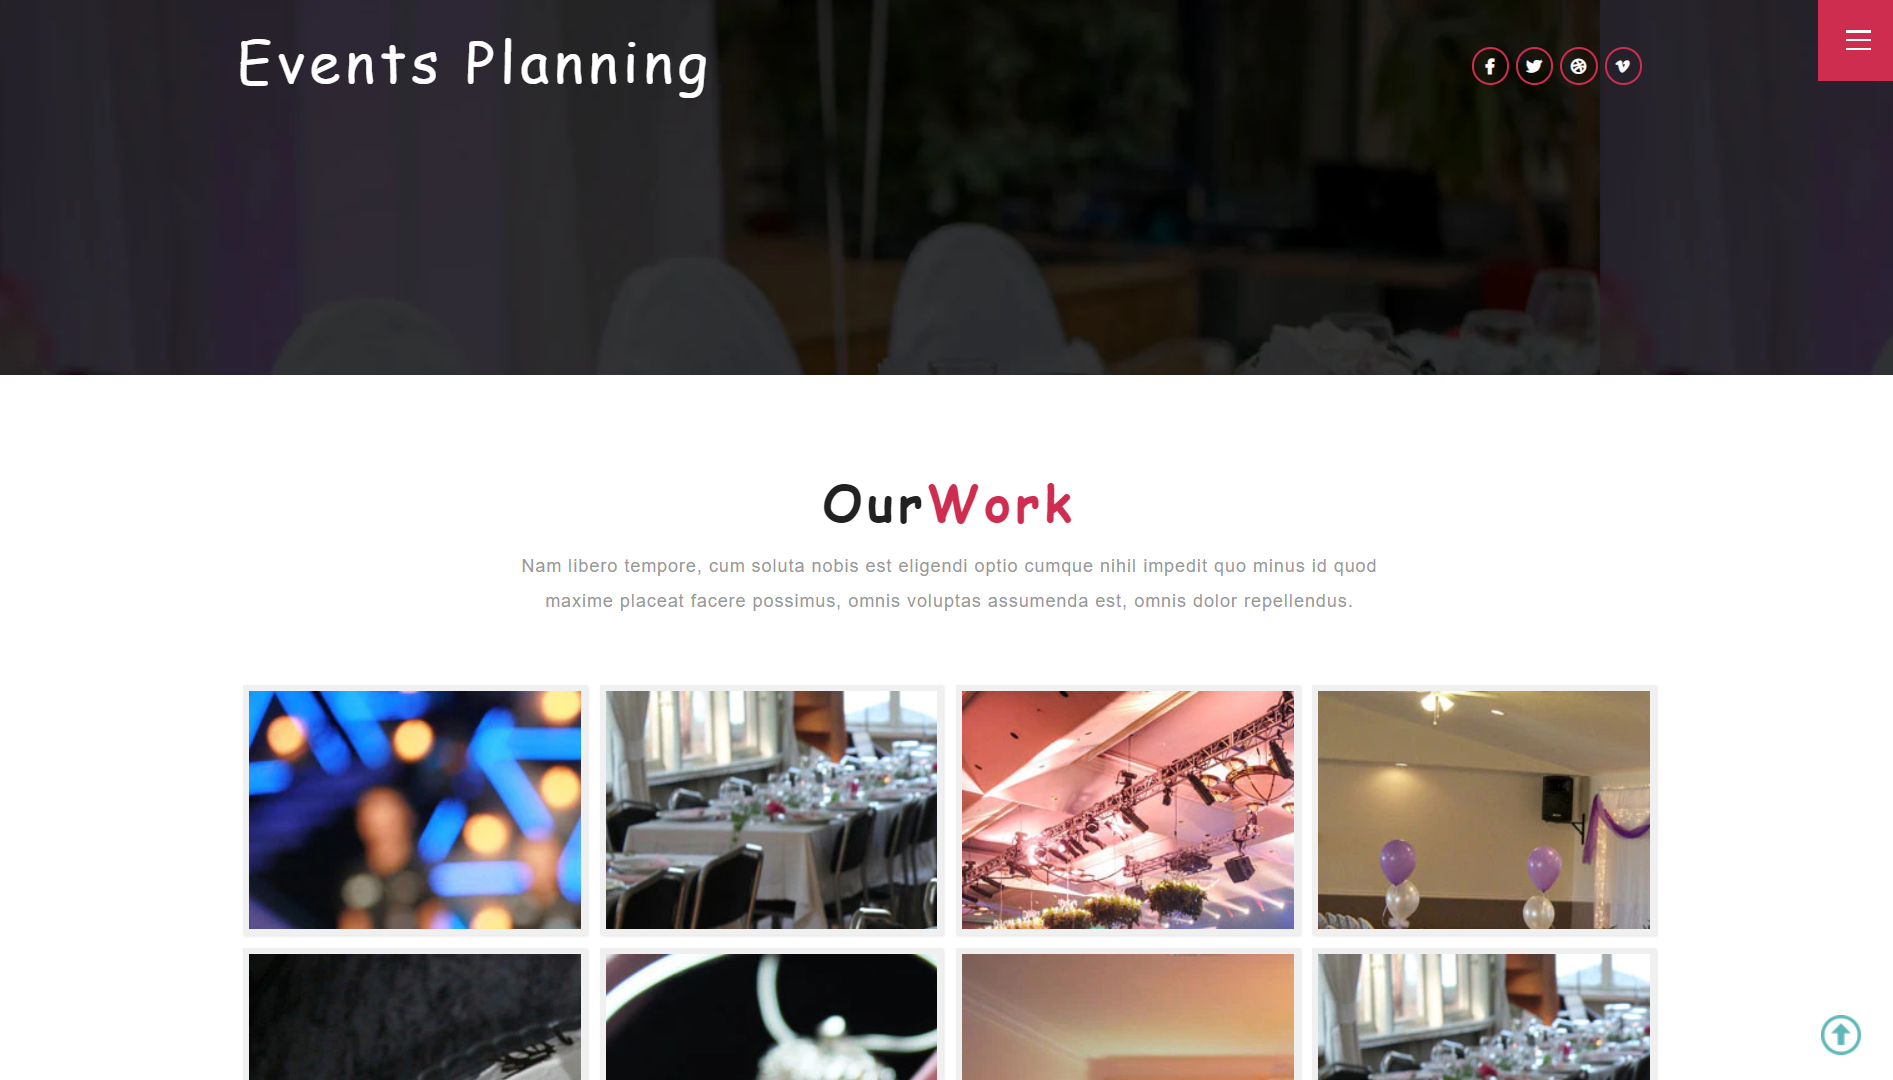 Events Planning
OurWork
Nam libero tempore, cum soluta nobis est eligendi optio cumque nihil impedit quo minus id quod
maxime placeat facere possimus, omnis voluptas assumenda est, omnis dolor repellendus.